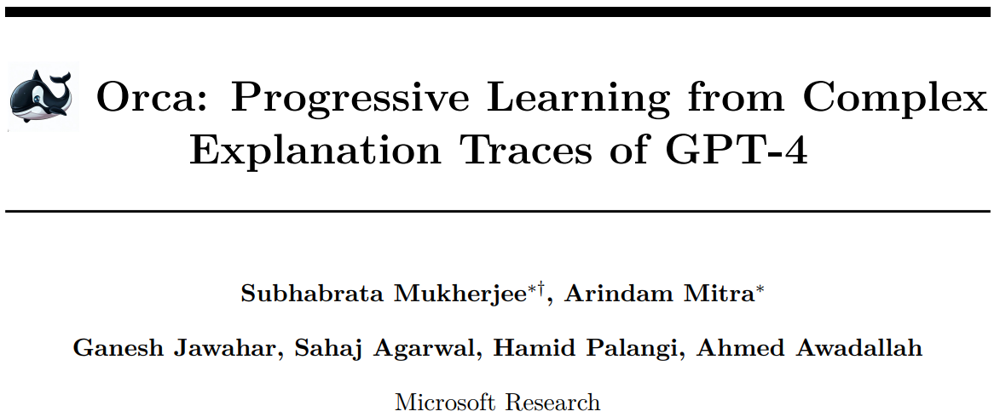 Orca: Progressive Learning from Complex
Explanation Traces of GPT-4
Subhabrata Mukherjee*†, Arindam Mitra*
Ganesh Jawahar, Sahaj Agarwal, Hamid Palangi, Ahmed Awadallah
Microsoft Research